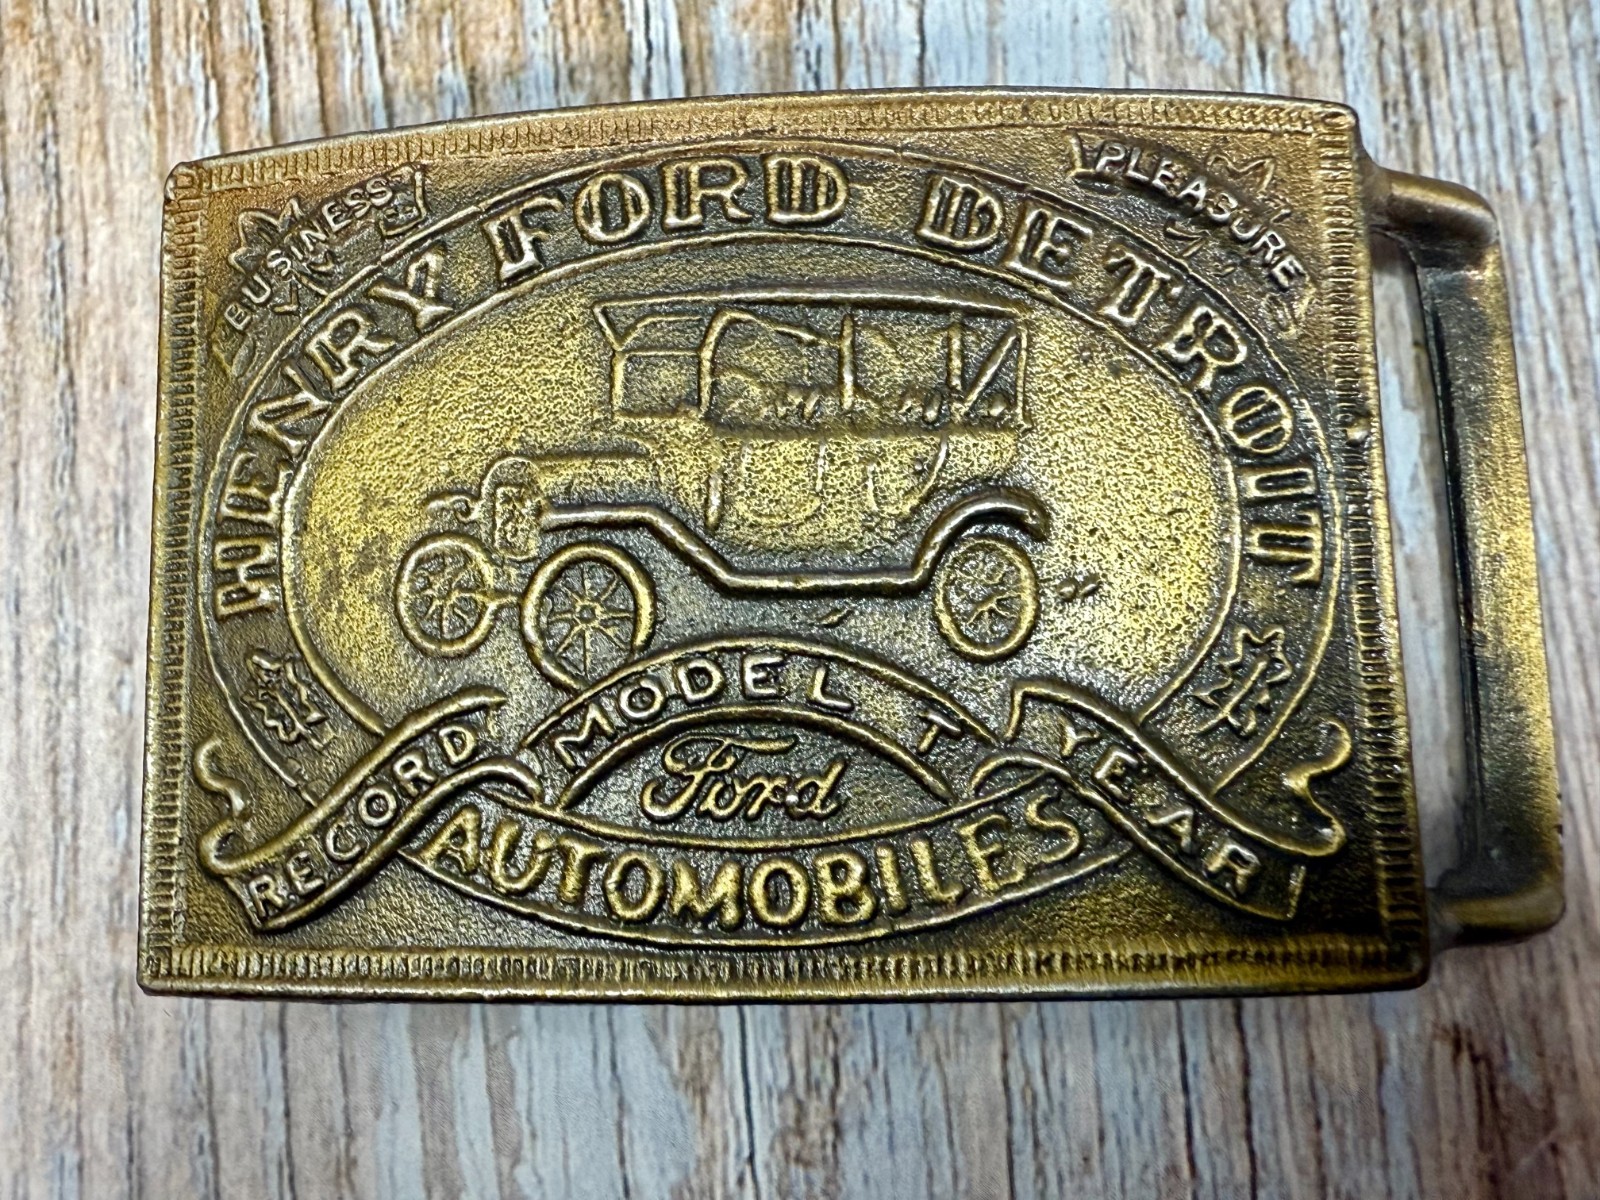 BUSINESS
PLEASURE
HENRY FORD DETROIT
RECORD MODEL T YEAR
Ford
AUTOMOBILES